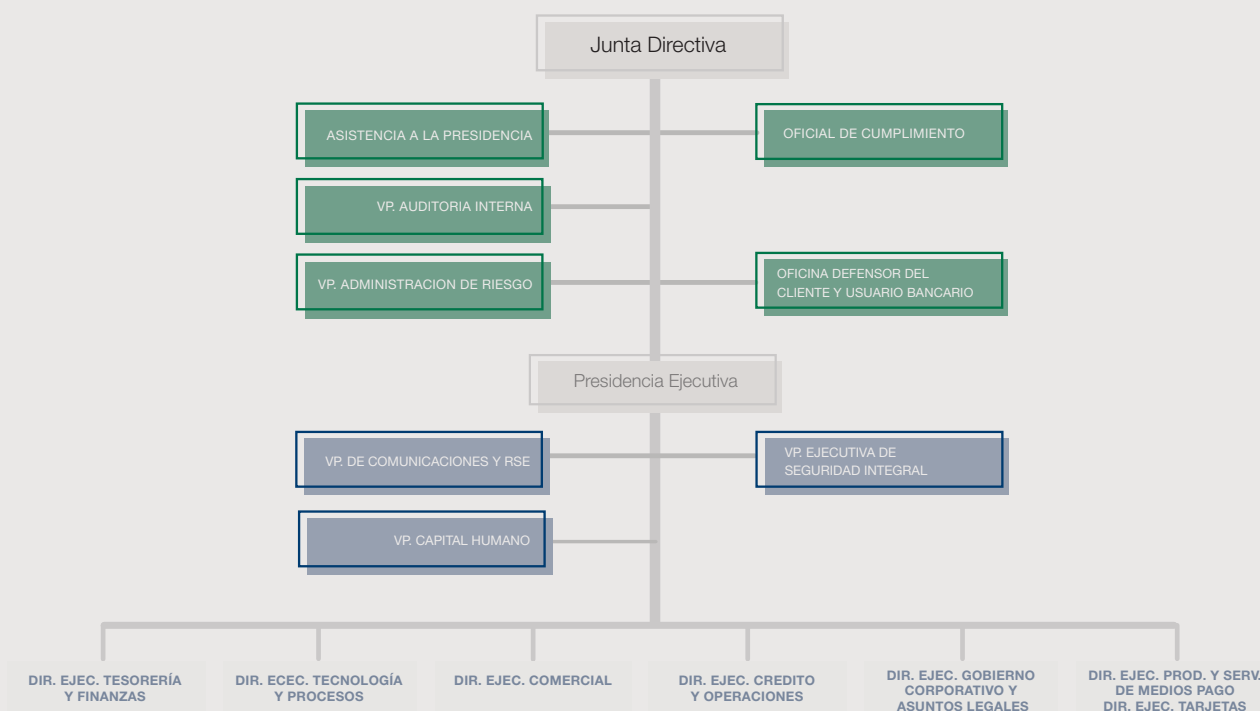 Junta Directiva
ASISTENCIA A LA PRESIDENCIA
OFICIAL DE CUMPLIMIENTO
VP. AUDITORIA INTERNA
VP. ADMINISTRACION DE RIESGO
OFICINA DEFENSOR DEL
CLIENTE Y USUARIO BANCARIO
Presidencia Ejecutiva
VP. DE COMUNICACIONES Y RSE
VP. EJECUTIVA DE
SEGURIDAD INTEGRAL
VP. CAPITAL HUMANO
DIR. EJEC. TESORERÍA
Y FINANZAS
DIR. ECEC. TECNOLOGÍA
Y PROCESOS
DIR. EJEC. COMERCIAL
DIR. EJEC. CREDITO
Y OPERACIONES
DIR. EJEC. GOBIERNO
CORPORATIVO Y
ASUNTOS LEGALES
DIR. EJEC. PROD. Y SERV.
DE MEDIOS PAGO
DIR. EJEC. TARJETAS